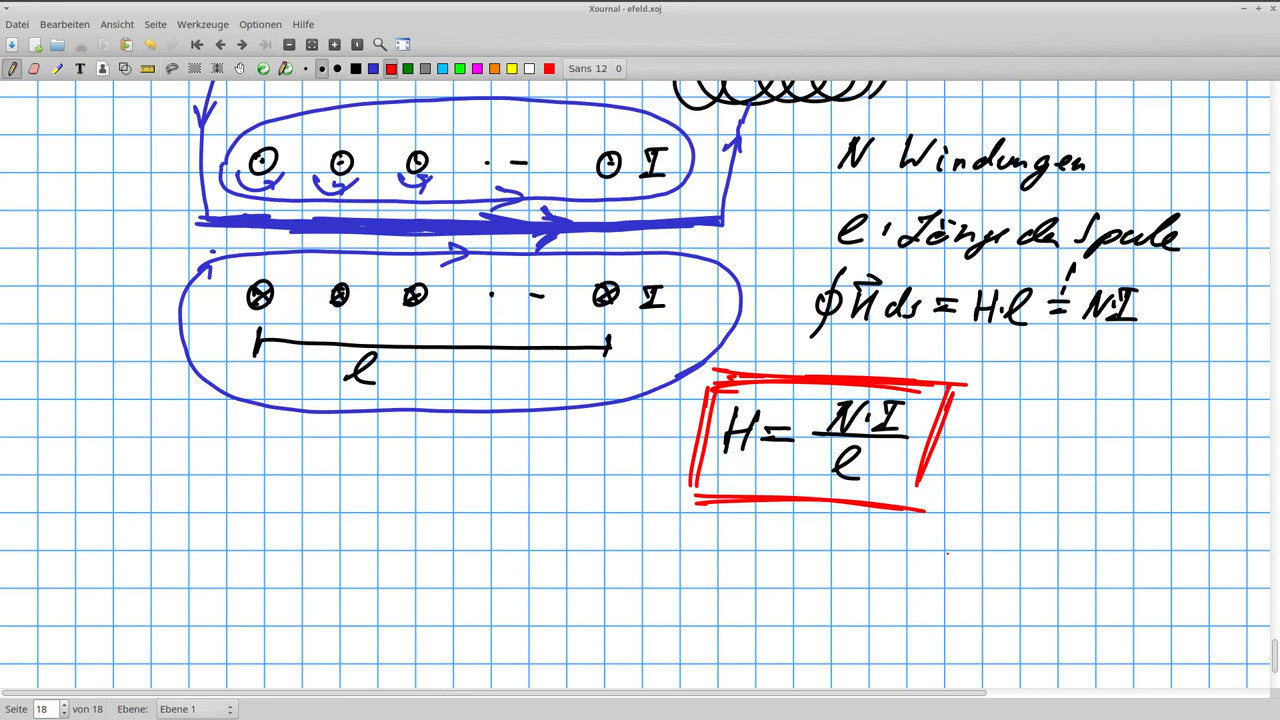 Xournal - efeld.xoj
Datei Bearbeiten Ansicht Seite Werkzeuge Optionen Hilfe
Sans 12 0
I
N Windungen
l : Länge der Spule
I
∮ H⃗ ds = H·l = N·I
l
H = N·I / l
Seite 18 von 18 Ebene: Ebene 1